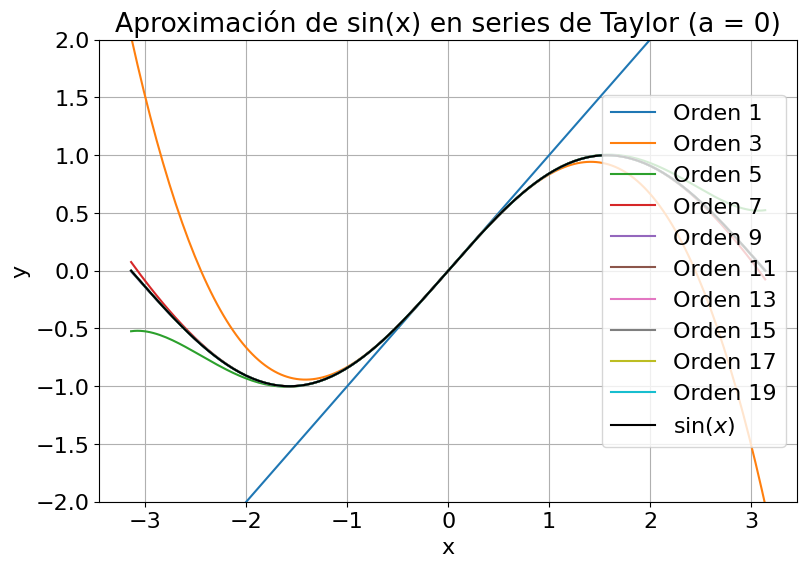 Aproximación de sin(x) en series de Taylor (a = 0)
2.0
1.5
1.0
0.5
0.0
−0.5
−1.0
−1.5
−2.0
y
Orden 1
Orden 3
Orden 5
Orden 7
Orden 9
Orden 11
Orden 13
Orden 15
Orden 17
Orden 19
sin(x)
−3 −2 −1 0 1 2 3
x